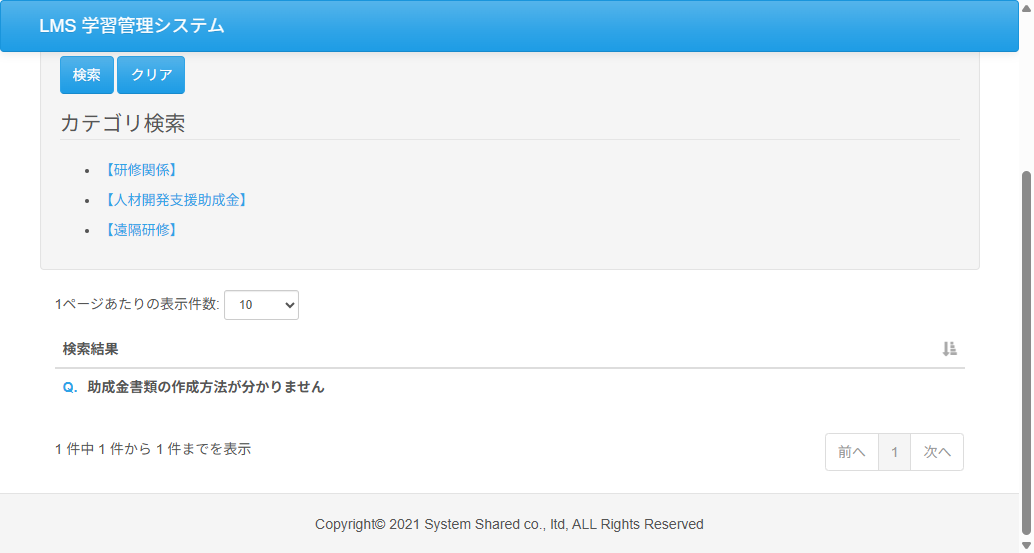 LMS 学習管理システム
検索 クリア
カテゴリ検索
【研修関係】
【人材開発支援助成金】
【遠隔研修】
1ページあたりの表示件数: 10
検索結果
Q. 助成金書類の作成方法が分かりません
1 件中 1 件から 1 件までを表示 前へ 1 次へ
Copyright© 2021 System Shared co., ltd, ALL Rights Reserved